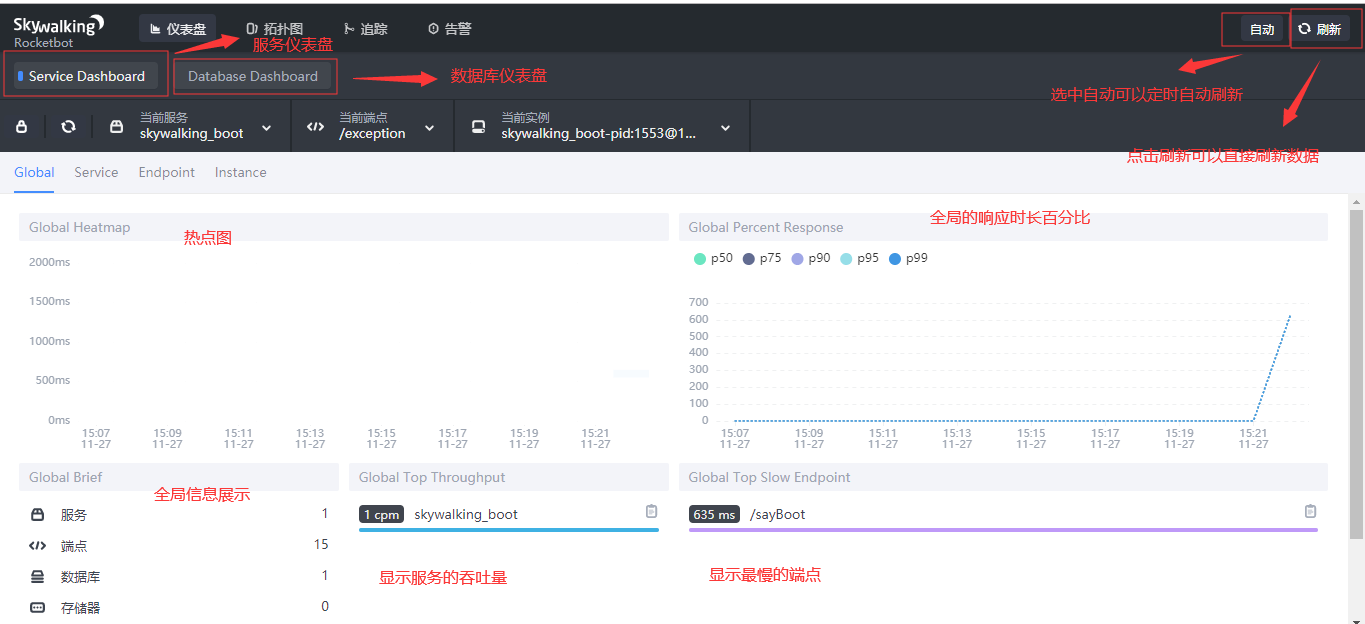 Skywalking
Rocketbot
仪表盘
拓扑图
追踪
告警
自动
刷新
服务仪表盘
Service Dashboard
Database Dashboard
数据库仪表盘
选中自动可以定时自动刷新
当前服务
skywalking_boot
当前端点
/exception
当前实例
skywalking_boot-pid:1553@1...
点击刷新可以直接刷新数据
Global
Service
Endpoint
Instance
Global Heatmap
热点图
2000ms
1500ms
1000ms
500ms
0ms
15:07
11-27
15:09
11-27
15:11
11-27
15:13
11-27
15:15
11-27
15:17
11-27
15:19
11-27
15:21
11-27
全局的响应时长百分比
Global Percent Response
p50
p75
p90
p95
p99
700
600
500
400
300
200
100
0
15:07
11-27
15:09
11-27
15:11
11-27
15:13
11-27
15:15
11-27
15:17
11-27
15:19
11-27
15:21
11-27
Global Brief
全局信息展示
服务 1
端点 15
数据库 1
存储器 0
Global Top Throughput
1 cpm skywalking_boot
显示服务的吞吐量
Global Top Slow Endpoint
635 ms /sayBoot
显示最慢的端点